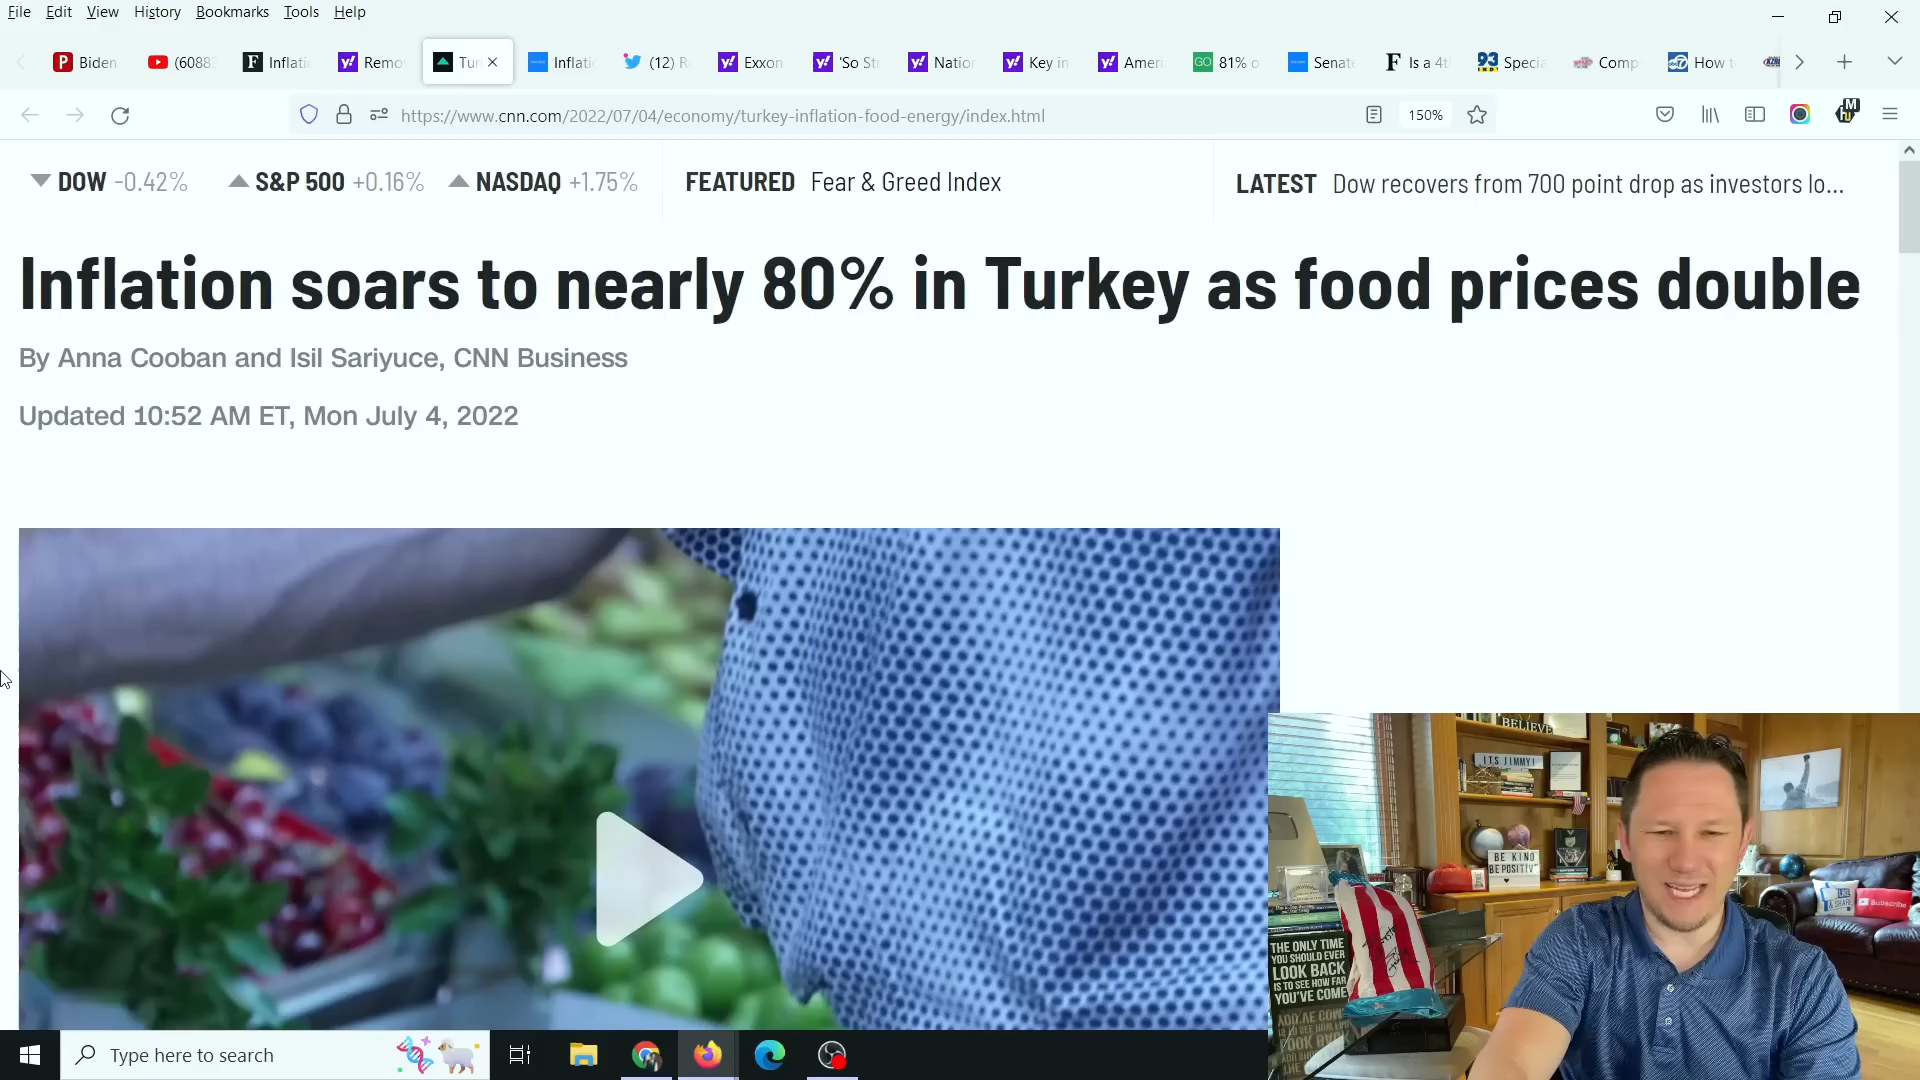 File Edit View History Bookmarks Tools Help
Biden (6088 Inflati Remo Tur Inflati (12) R Exxon 'So St Natio Key in Ameri 81% o Senat Is a 4t Specia Comp How t
https://www.cnn.com/2022/07/04/economy/turkey-inflation-food-energy/index.html 150%
DOW -0.42% S&P 500 +0.16% NASDAQ +1.75% FEATURED Fear & Greed Index LATEST Dow recovers from 700 point drop as investors lo...
Inflation soars to nearly 80% in Turkey as food prices double
By Anna Cooban and Isil Sariyuce, CNN Business
Updated 10:52 AM ET, Mon July 4, 2022
BELIEVE
ITS JIMMY!
BE KIND
BE POSITIV
LIKE
& SHARE
Subscribe
THE ONLY TIME
YOU SHOULD EVER
LOOK BACK
IS TO SEE HOW FAR
YOU'VE COME
Type here to search